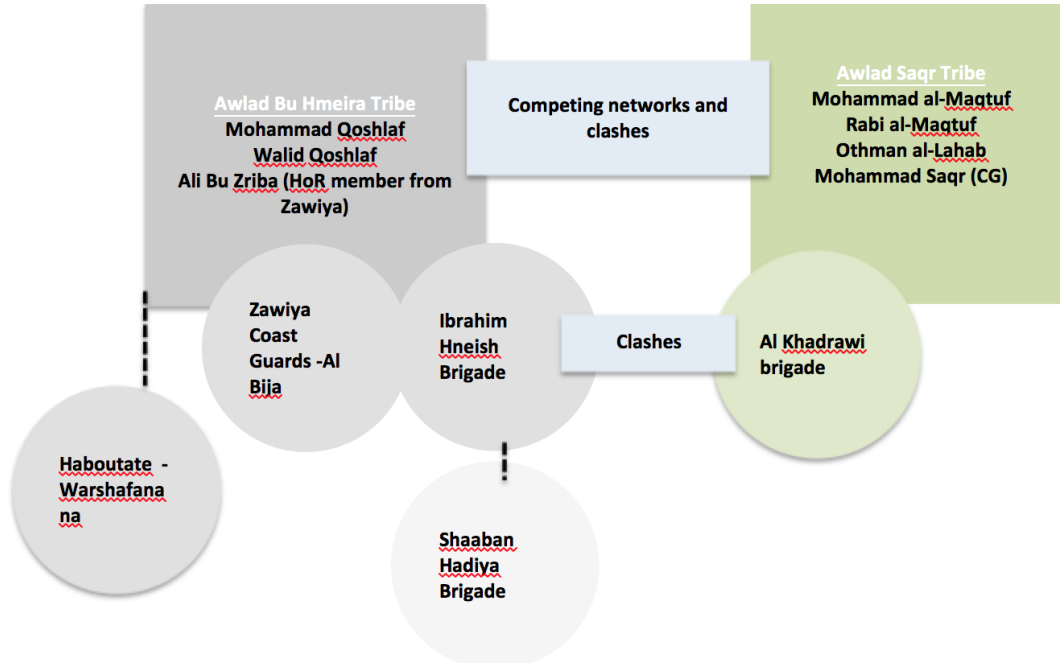 Awlad Bu Hmeira Tribe
Mohammad Qoshlaf
Walid Qoshlaf
Ali Bu Zriba (HoR member from
Zawiya)
Competing networks and
clashes
Awlad Saqr Tribe
Mohammad al-Maqtuf
Rabi al-Maqtuf
Othman al-Lahab
Mohammad Saqr (CG)
Zawiya
Coast
Guards -Al
Bija
Ibrahim
Hneish
Brigade
Clashes
Al Khadrawi
brigade
Haboutate -
Warshafana
na
Shaaban
Hadiya
Brigade